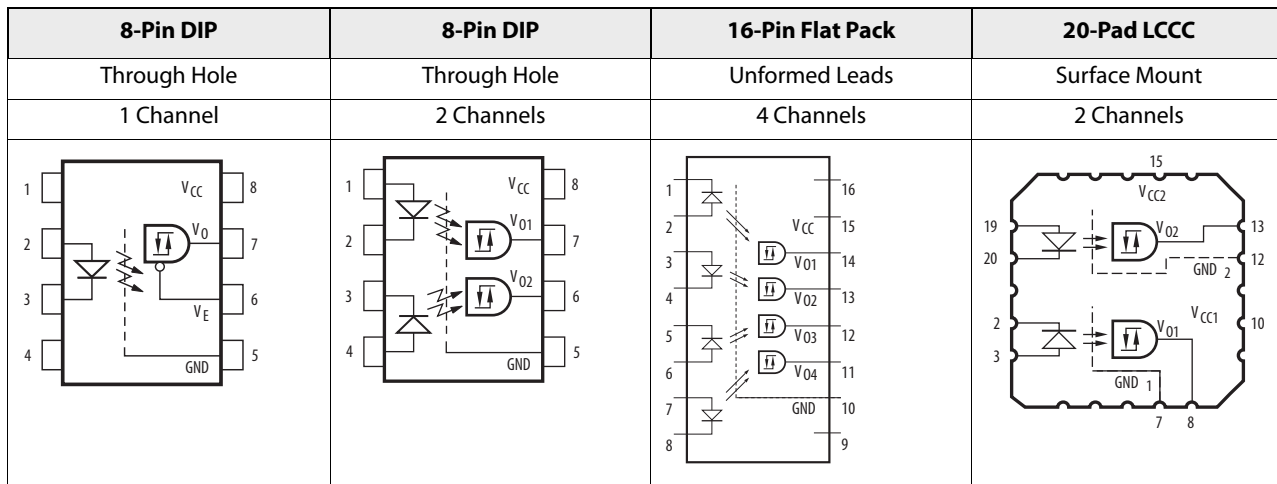 8-Pin DIP 8-Pin DIP 16-Pin Flat Pack 20-Pad LCCC
Through Hole Through Hole Unformed Leads Surface Mount
1 Channel 2 Channels 4 Channels 2 Channels
1 VCC 8
2 VO 7
3 VE 6
4 GND 5
1 VCC 8
2 VO1 7
3 VO2 6
4 GND 5
1 16
2 VCC 15
3 VO1 14
4 VO2 13
5 VO3 12
6 VO4 11
7 GND 10
8 9
15
VCC2
19 VO2 13
20 GND 2 12
2 VO1 VCC1 10
3 GND 1
7 8